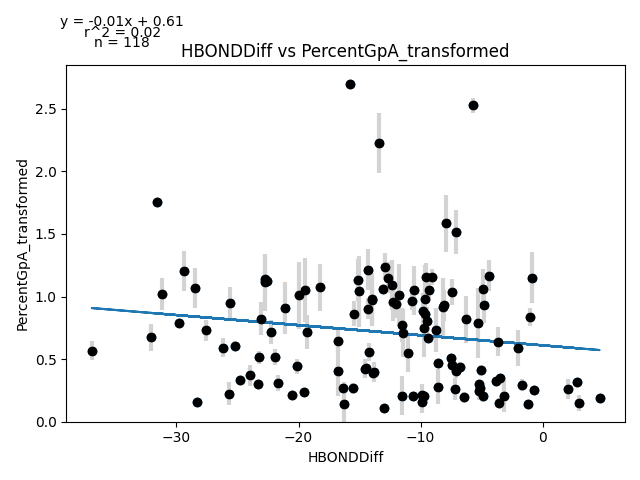 y = -0.01x + 0.61
r^2 = 0.02
n = 118
HBONDDiff vs PercentGpA_transformed
PercentGpA_transformed
2.5
2.0
1.5
1.0
0.5
0.0
−30
−20
−10
0
HBONDDiff